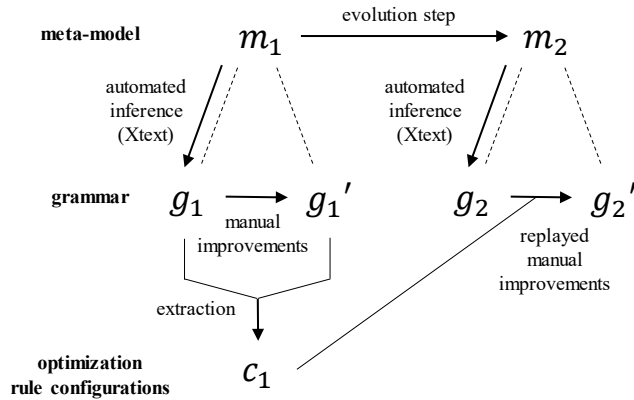 evolution step
meta-model
m₁
m₂
automated
inference
(Xtext)
automated
inference
(Xtext)
grammar
g₁
g₁′
g₂
g₂′
manual
improvements
replayed
manual
improvements
extraction
optimization
rule configurations
c₁